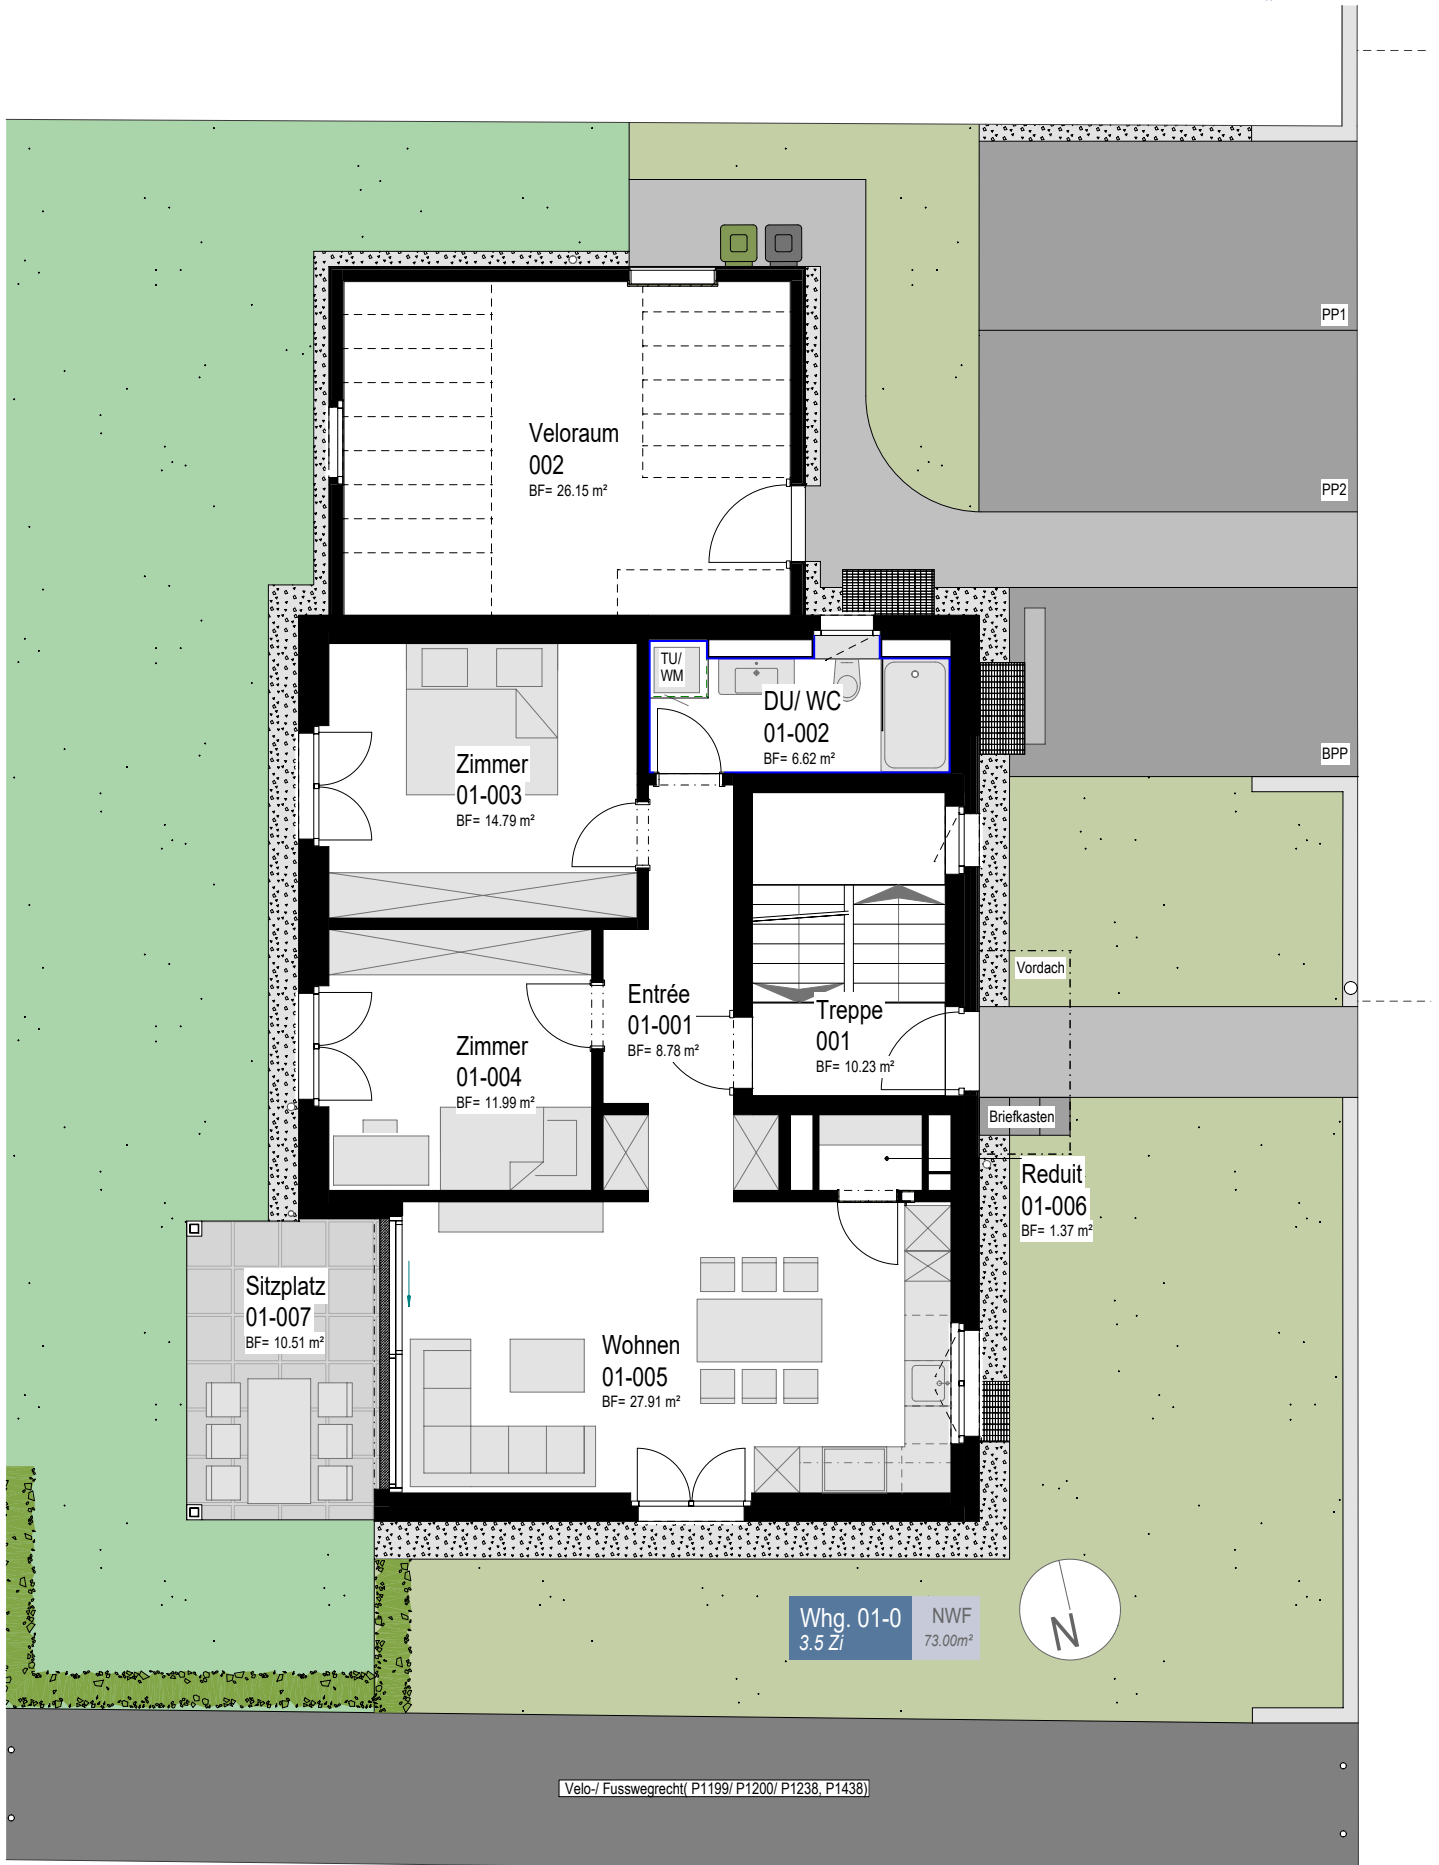 PP1
Veloraum
002
BF= 26.15 m²
PP2
TU/
WM
DU/ WC
01-002
BF= 6.62 m²
BPP
Zimmer
01-003
BF= 14.79 m²
Vordach
Entrée
01-001
BF= 8.78 m²
Treppe
001
BF= 10.23 m²
Zimmer
01-004
BF= 11.99 m²
Briefkasten
Reduit
01-006
BF= 1.37 m²
Sitzplatz
01-007
BF= 10.51 m²
Wohnen
01-005
BF= 27.91 m²
Whg. 01-0
3.5 Zi
NWF
73.00m²
N
Velo-/ Fusswegrecht( P1199/ P1200/ P1238, P1438)